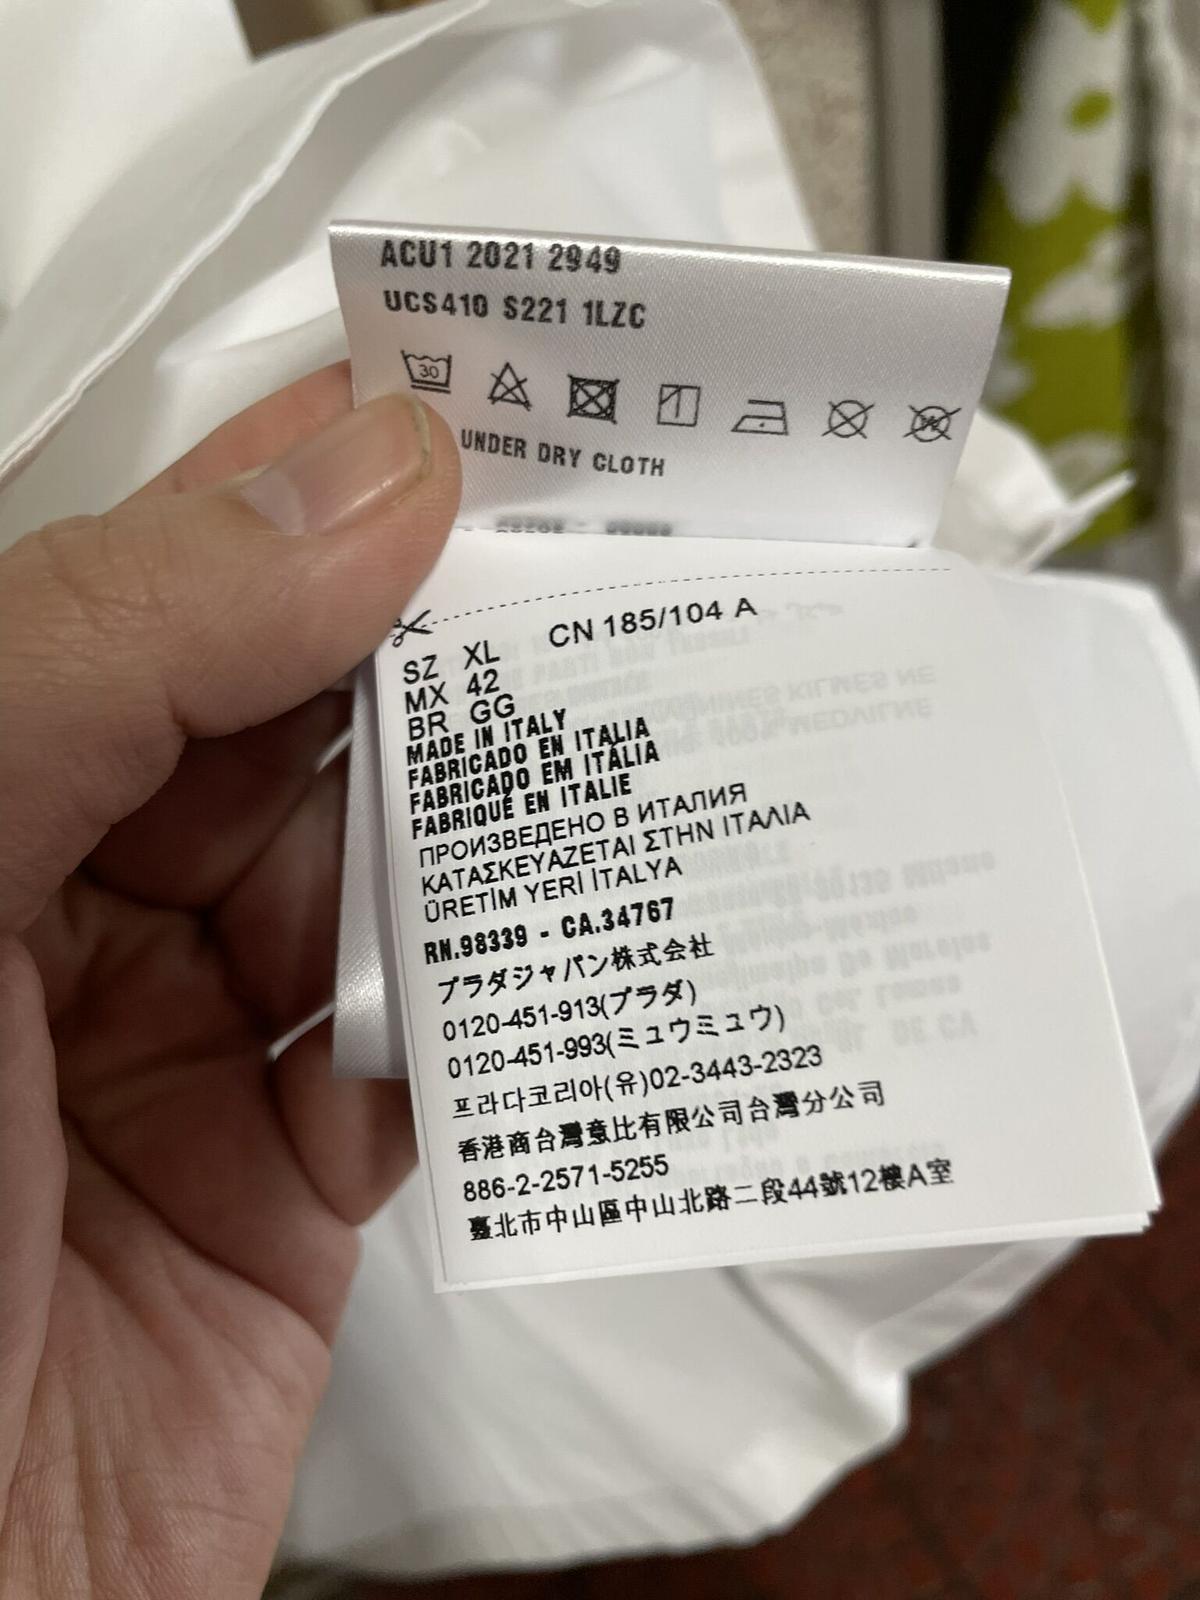 ACU1 2021 2949
UCS410 S221 1LZC
30
UNDER DRY CLOTH
SZ XL CN 185/104 A
MX 42
BR GG
MADE IN ITALY
FABRICADO EN ITALIA
FABRICADO EM ITÁLIA
FABRIQUÉ EN ITALIE
ПРОИЗВЕДЕНО В ИТАЛИЯ
ΚΑΤΑΣΚΕΥΑΖΕΤΑΙ ΣΤΗΝ ΙΤΑΛΙΑ
ÜRETİM YERİ İTALYA
RN.98339 - CA.34767
プラダジャパン株式会社
0120-451-913(プラダ)
0120-451-993(ミュウミュウ)
프라다코리아(유)02-3443-2323
香港商台灣意比有限公司台灣分公司
886-2-2571-5255
臺北市中山區中山北路二段44號12樓A室